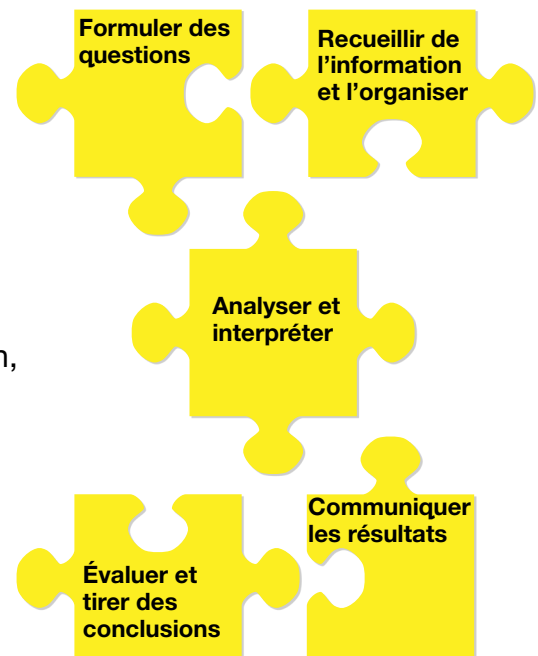 Formuler des
questions
Recueillir de
l'information
et l'organiser
Analyser et
interpréter
n,
Évaluer et
tirer des
conclusions
Communiquer
les résultats